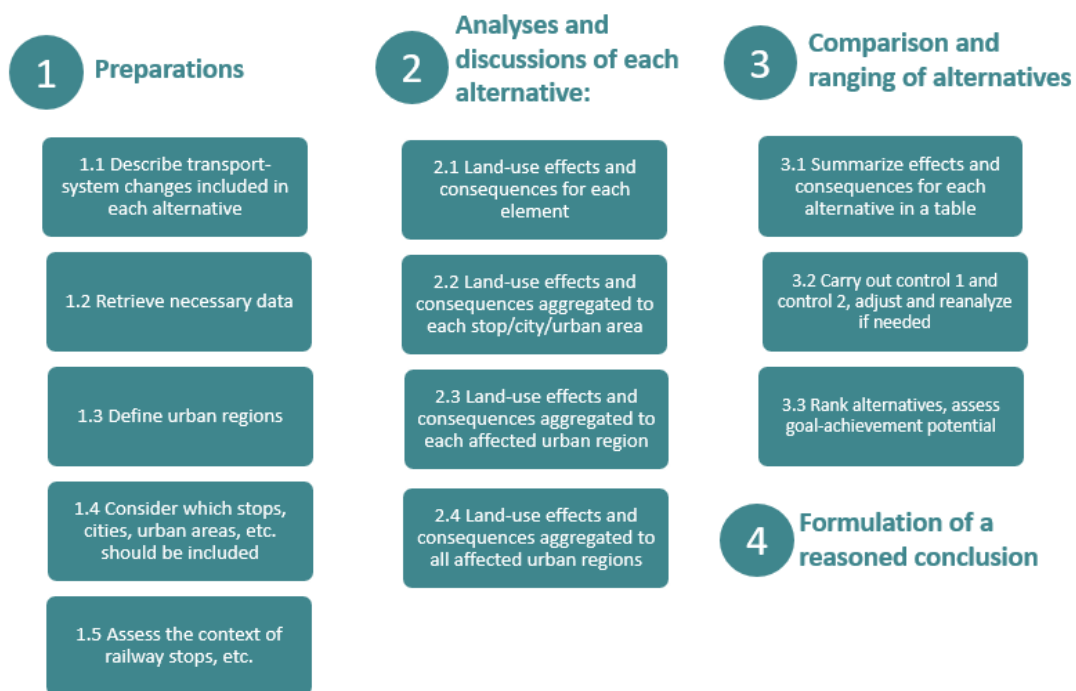 1
Preparations
1.1 Describe transport-
system changes included in
each alternative
1.2 Retrieve necessary data
1.3 Define urban regions
1.4 Consider which stops,
cities, urban areas, etc.
should be included
1.5 Assess the context of
railway stops, etc.
2
Analyses and
discussions of each
alternative:
2.1 Land-use effects and
consequences for each
element
2.2 Land-use effects and
consequences aggregated to
each stop/city/urban area
2.3 Land-use effects and
consequences aggregated to
each affected urban region
2.4 Land-use effects and
consequences aggregated to
all affected urban regions
3
Comparison and
ranging of alternatives
3.1 Summarize effects and
consequences for each
alternative in a table
3.2 Carry out control 1 and
control 2, adjust and reanalyze
if needed
3.3 Rank alternatives, assess
goal-achievement potential
4
Formulation of a
reasoned conclusion